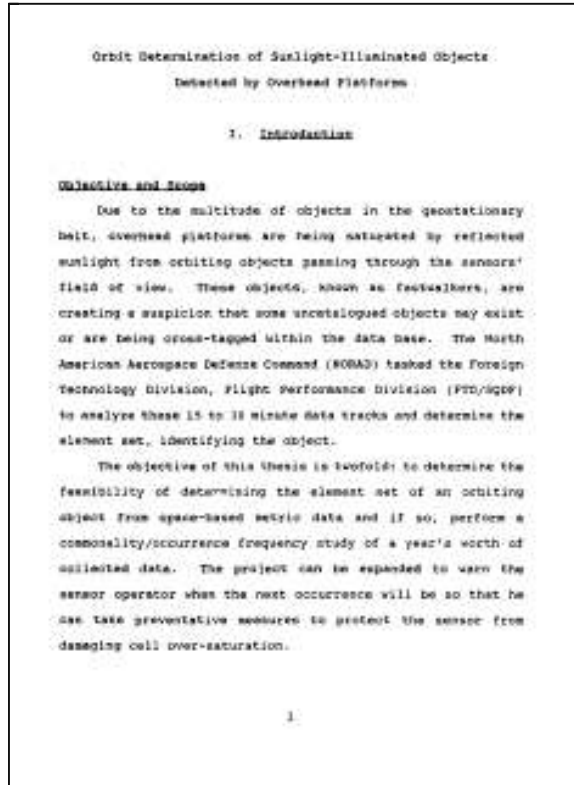 Orbit Determination of Sunlight-Illuminated Objects
Detected by Overhead Platforms
I. Introduction
Objective and Scope
Due to the multitude of objects in the geostationary
belt, overhead platforms are being saturated by reflected
sunlight from orbiting objects passing through the sensors'
field of view. These objects, known as fastwalkers, are
creating a suspicion that some uncatalogued objects may exist
or are being cross-tagged within the data base. The North
American Aerospace Defense Command (NORAD) tasked the Foreign
Technology Division, Flight Performance Division (FTD/SQDF)
to analyze these 15 to 30 minute data tracks and determine the
element set, identifying the object.
The objective of this thesis is twofold: to determine the
feasibility of determining the element set of an orbiting
object from space-based metric data and if so, perform a
commonality/occurrence frequency study of a year's worth of
collected data. The project can be expanded to warn the
sensor operator when the next occurrence will be so that he
can take preventative measures to protect the sensor from
damaging cell over-saturation.
1